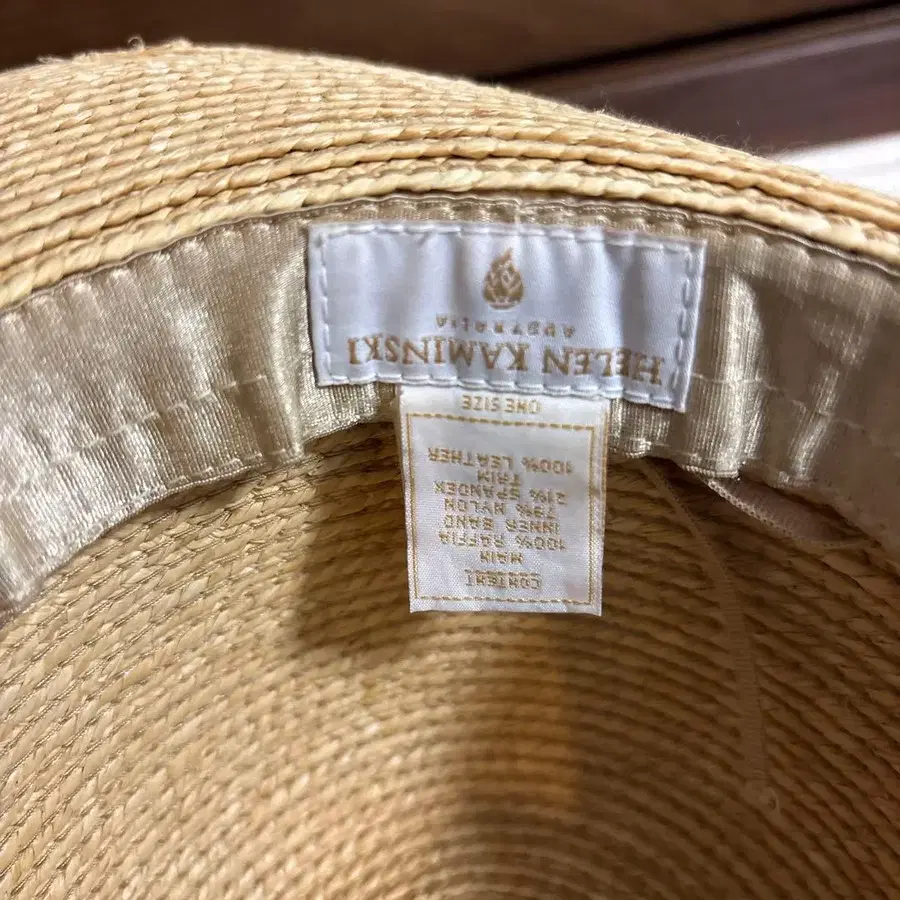 CONTENT
MAIN
100% RAFFIA
INNER BAND
79% NYLON
21% SPANDEX
TRIM
100% LEATHER
ONE SIZE
HELEN KAMINSKI
AUSTRALIA